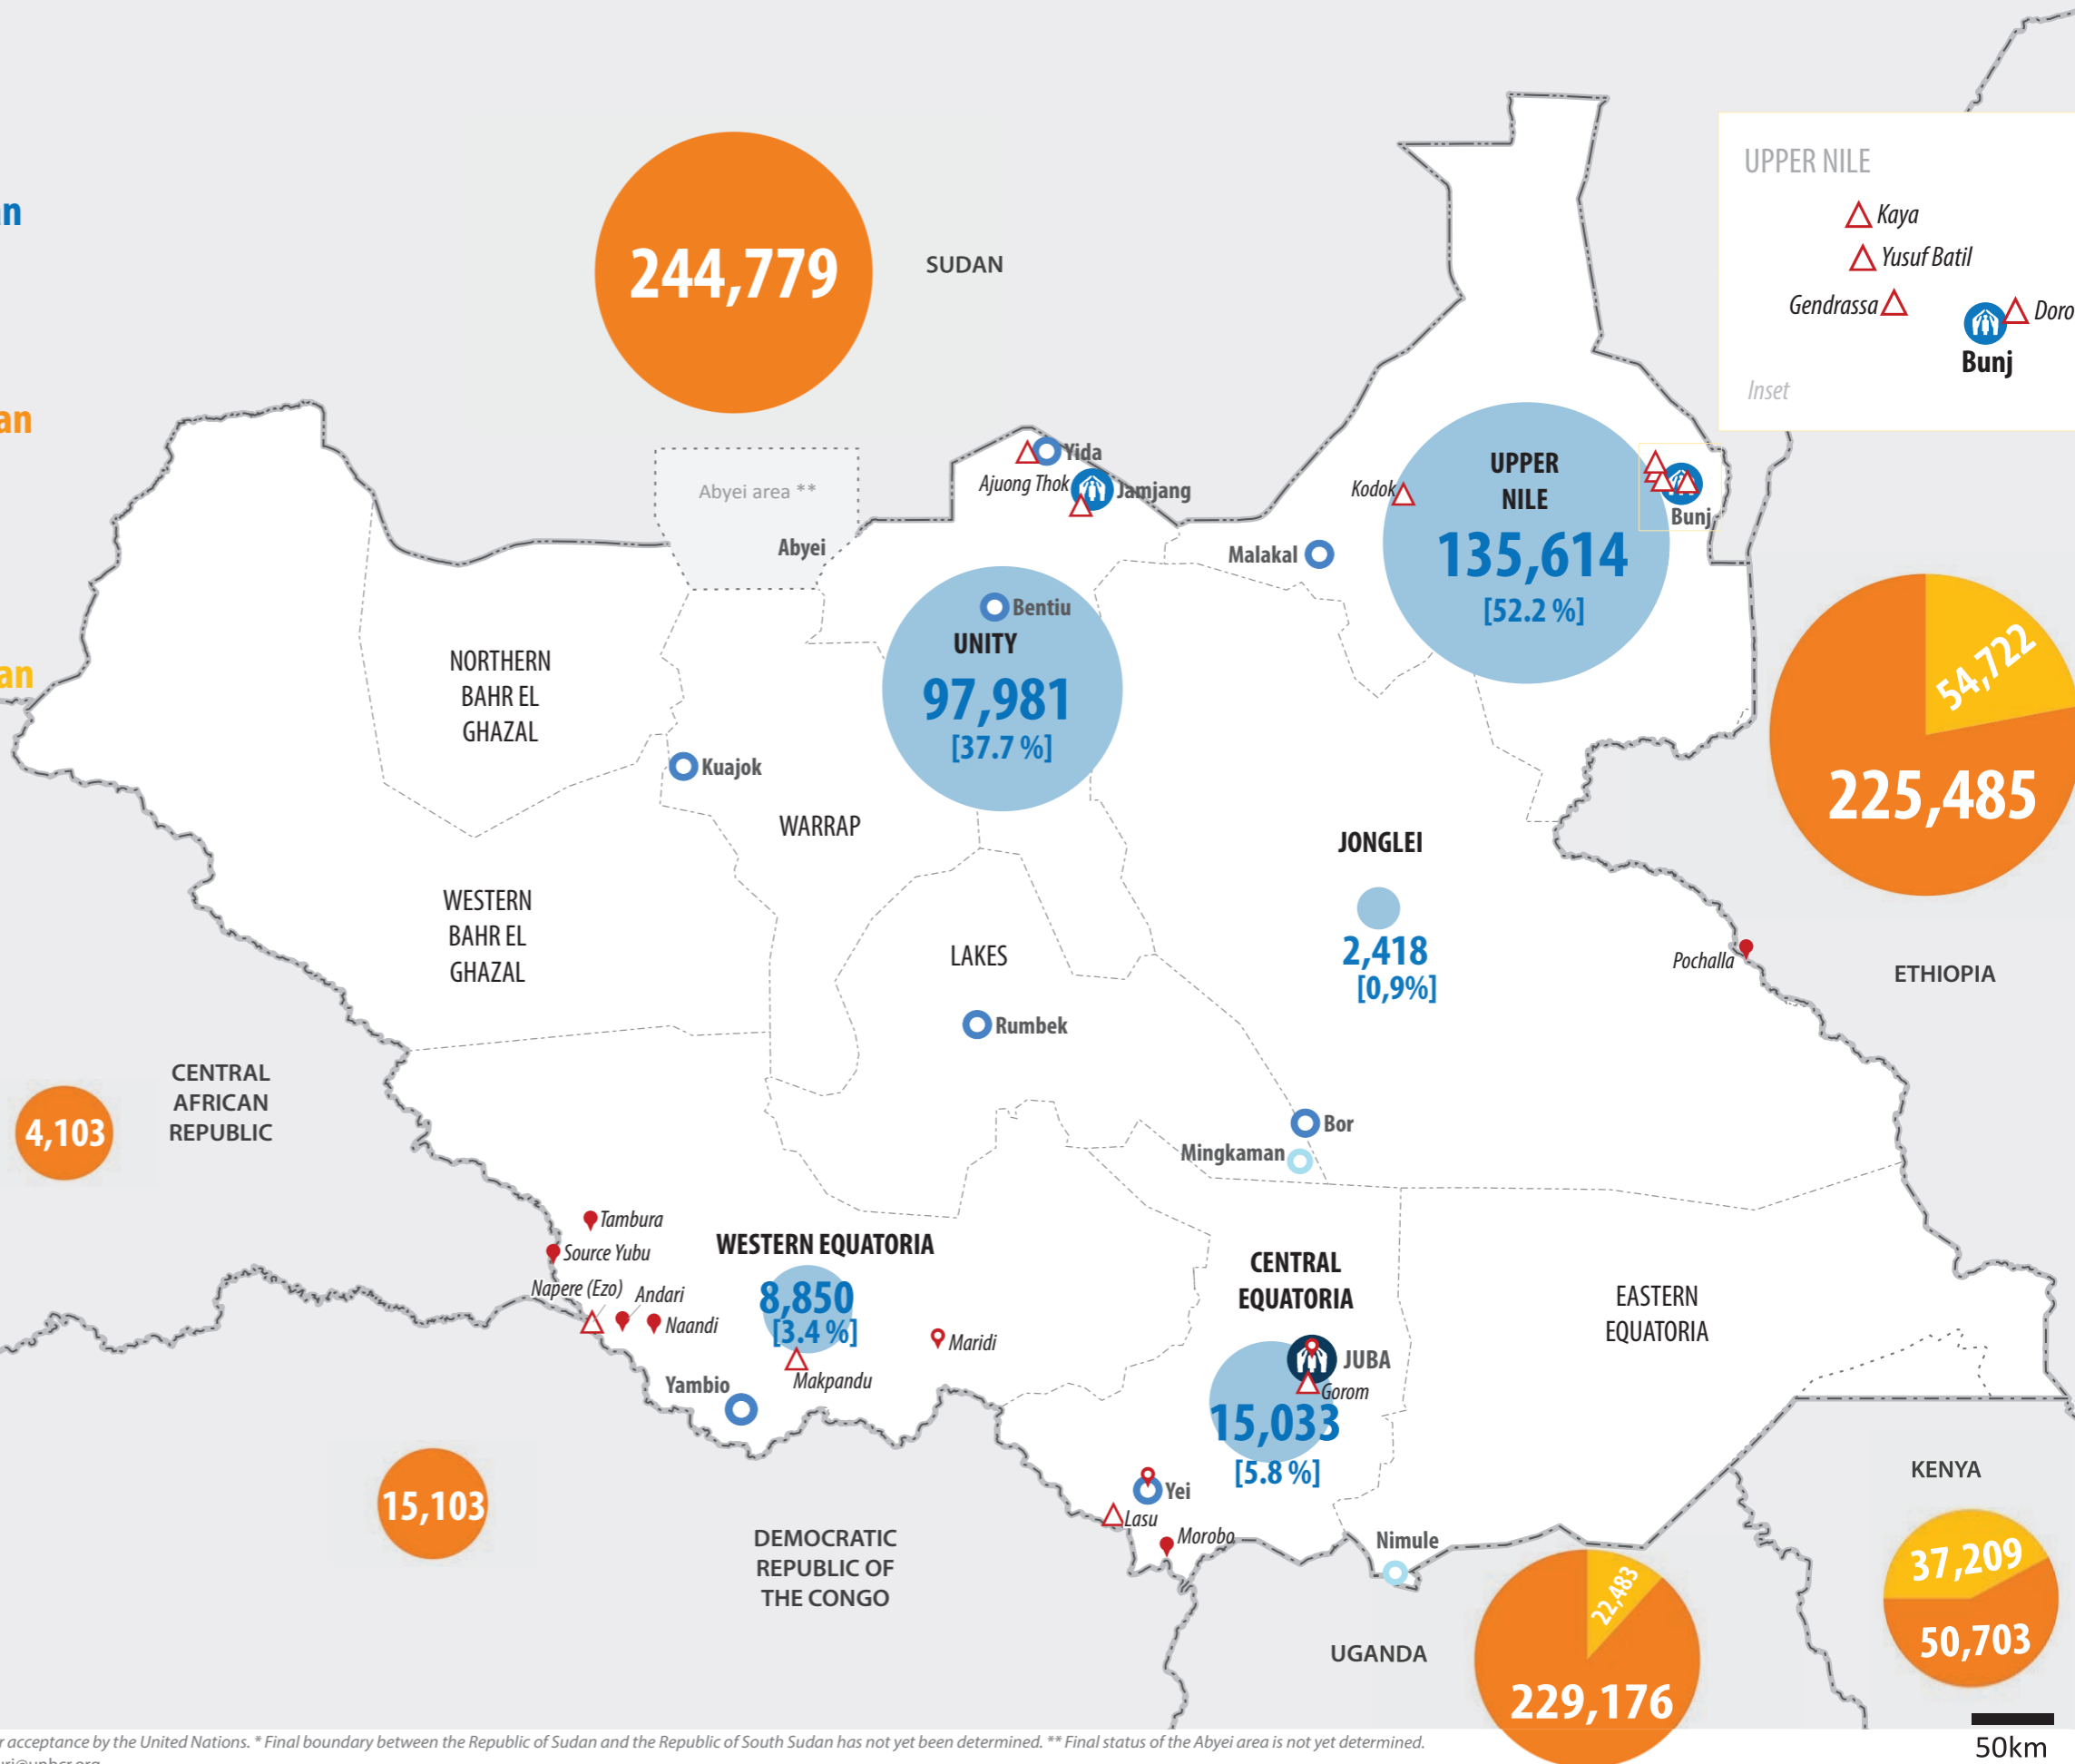 UPPER NILE
Kaya
Yusuf Batil
Gendrassa
Doro
Bunj
Inset
244,779
SUDAN
Yida
Ajuong Thok
Jamjang
Abyei area **
Abyei
Kodok
UPPER
NILE
135,614
[52.2 %]
Bunj
Malakal
Bentiu
UNITY
97,981
[37.7 %]
54,722
225,485
NORTHERN
BAHR EL
GHAZAL
Kuajok
WARRAP
JONGLEI
2,418
[0,9%]
WESTERN
BAHR EL
GHAZAL
LAKES
Rumbek
Pochalla
ETHIOPIA
CENTRAL
AFRICAN
REPUBLIC
4,103
Bor
Mingkaman
Tambura
Source Yubu
Napere (Ezo)
Andari
Naandi
WESTERN EQUATORIA
8,850
[3.4 %]
Makpandu
Maridi
Yambio
CENTRAL
EQUATORIA
JUBA
Gorom
15,033
[5.8 %]
EASTERN
EQUATORIA
15,103
DEMOCRATIC
REPUBLIC OF
THE CONGO
Yei
Lasu
Morobo
Nimule
UGANDA
22,483
229,176
KENYA
37,209
50,703
50km
acceptance by the United Nations. * Final boundary between the Republic of Sudan and the Republic of South Sudan has not yet been determined. ** Final status of the Abyei area is not yet determined.